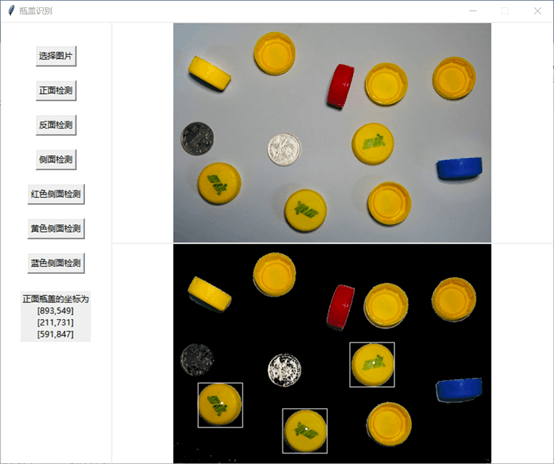 瓶盖识别
选择图片
正面检测
反面检测
侧面检测
红色侧面检测
黄色侧面检测
蓝色侧面检测
正面瓶盖的坐标为
[893,549]
[211,731]
[591,847]